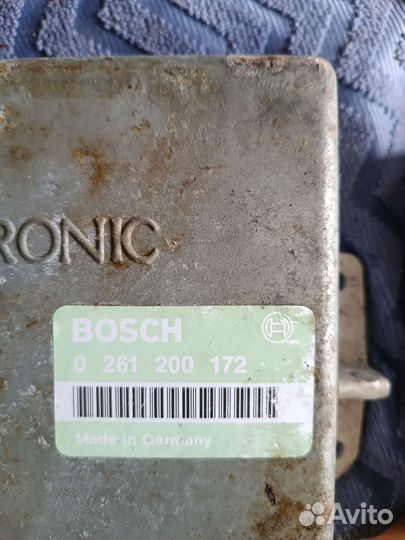 RONIC
BOSCH
0 261 200 172
Made in Germany
Avito